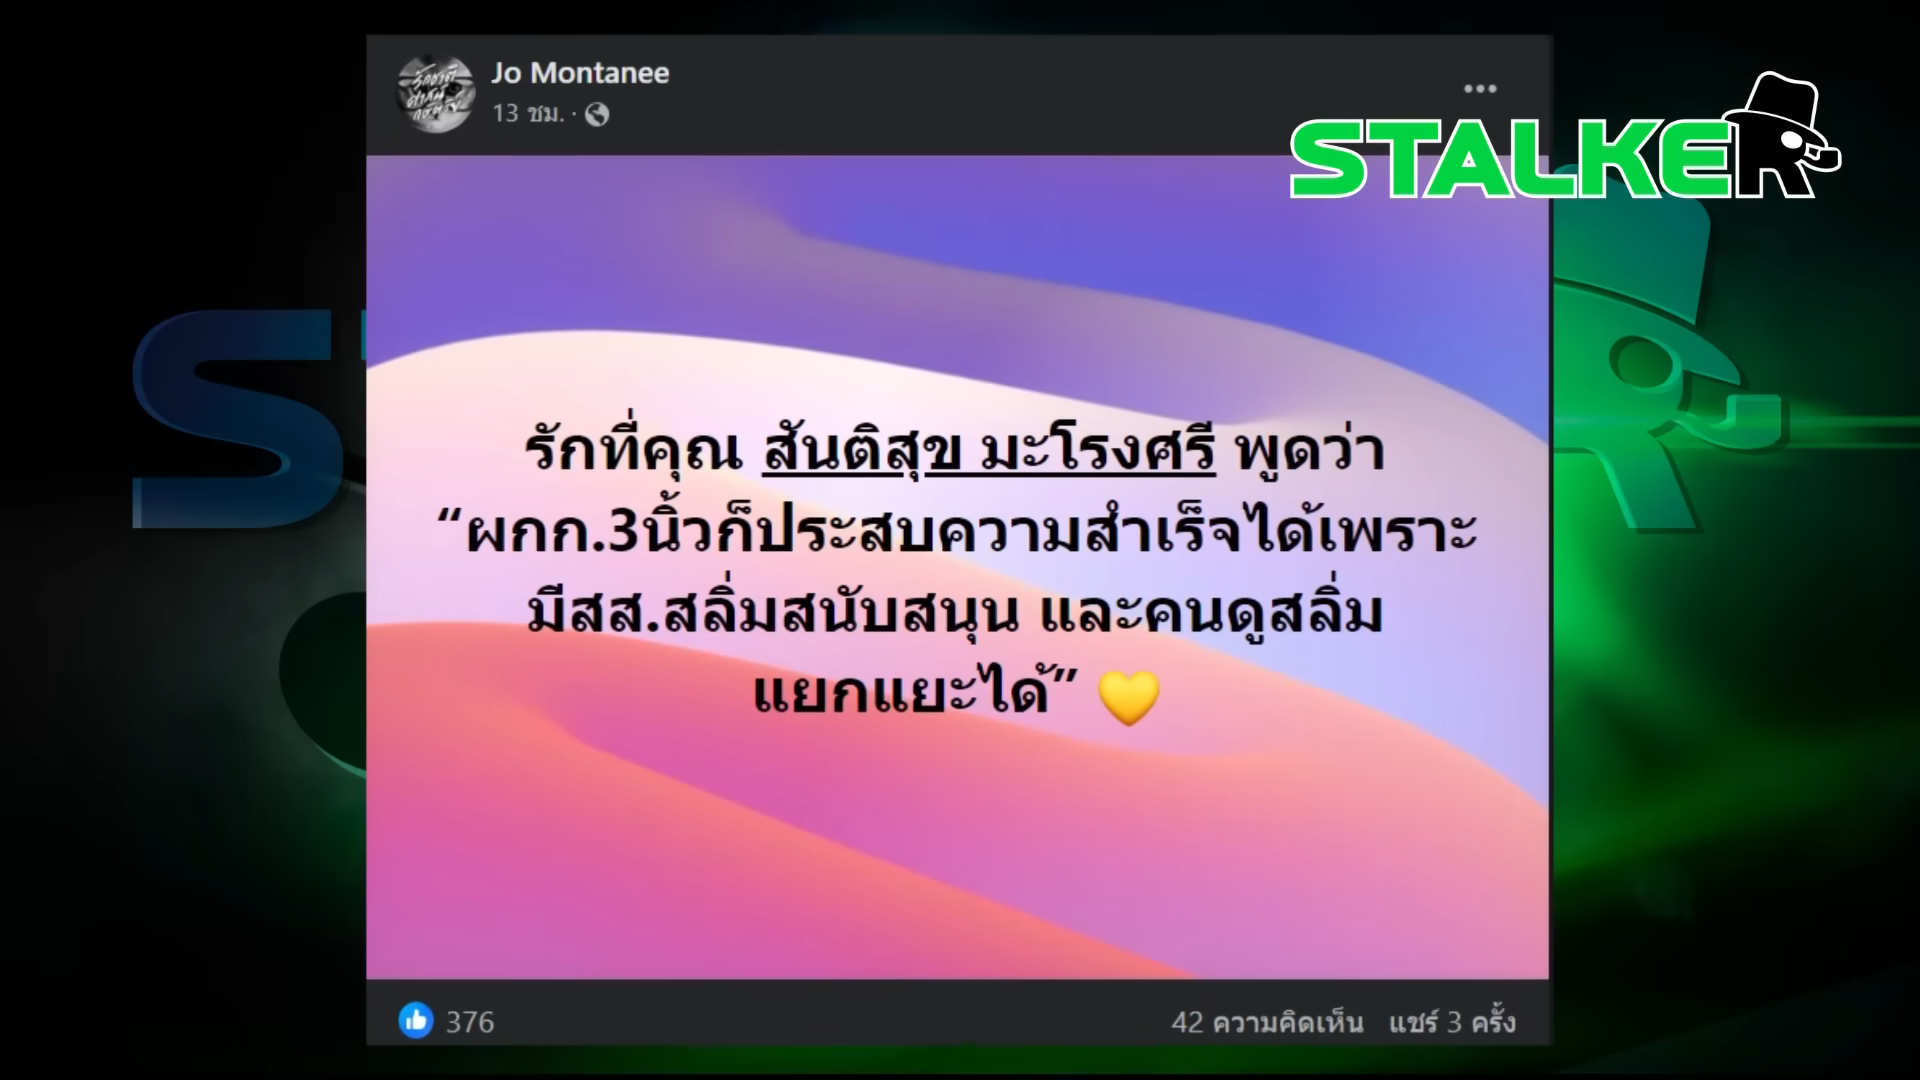 Jo Montanee
13 ชม. ·
STALKER
รักที่คุณ สันติสุข มะโรงศรี พูดว่า
“ผกก.3นิ้วก็ประสบความสำเร็จได้เพราะ
มีสส.สลิ่มสนับสนุน และคนดูสลิ่ม
แยกแยะได้” 💛
376
42 ความคิดเห็น แชร์ 3 ครั้ง